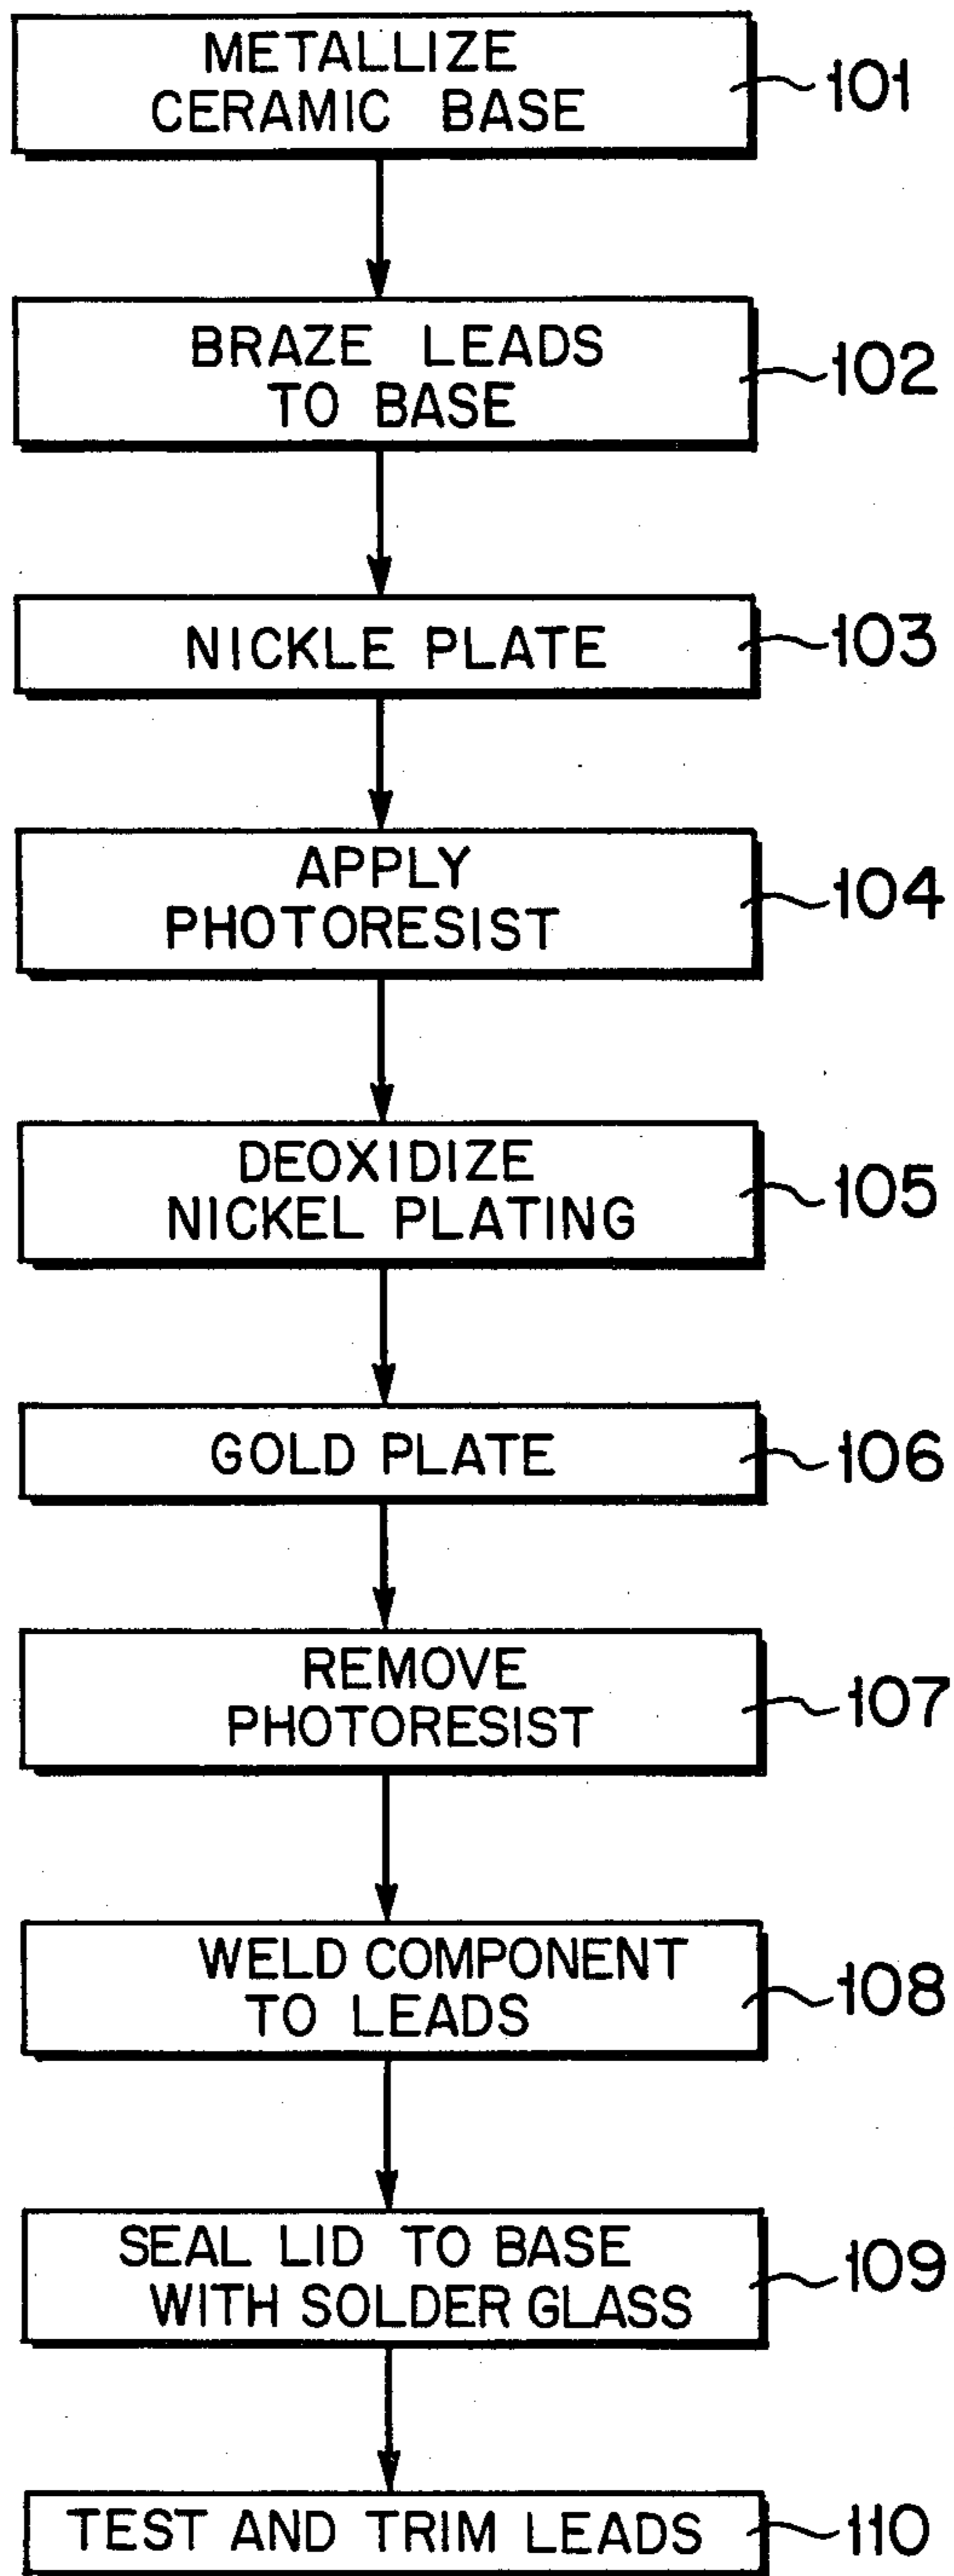 METALLIZE
CERAMIC BASE
101
BRAZE LEADS
TO BASE
102
NICKLE PLATE
103
APPLY
PHOTORESIST
104
DEOXIDIZE
NICKEL PLATING
105
GOLD PLATE
106
REMOVE
PHOTORESIST
107
WELD COMPONENT
TO LEADS
108
SEAL LID TO BASE
WITH SOLDER GLASS
109
TEST AND TRIM LEADS
110